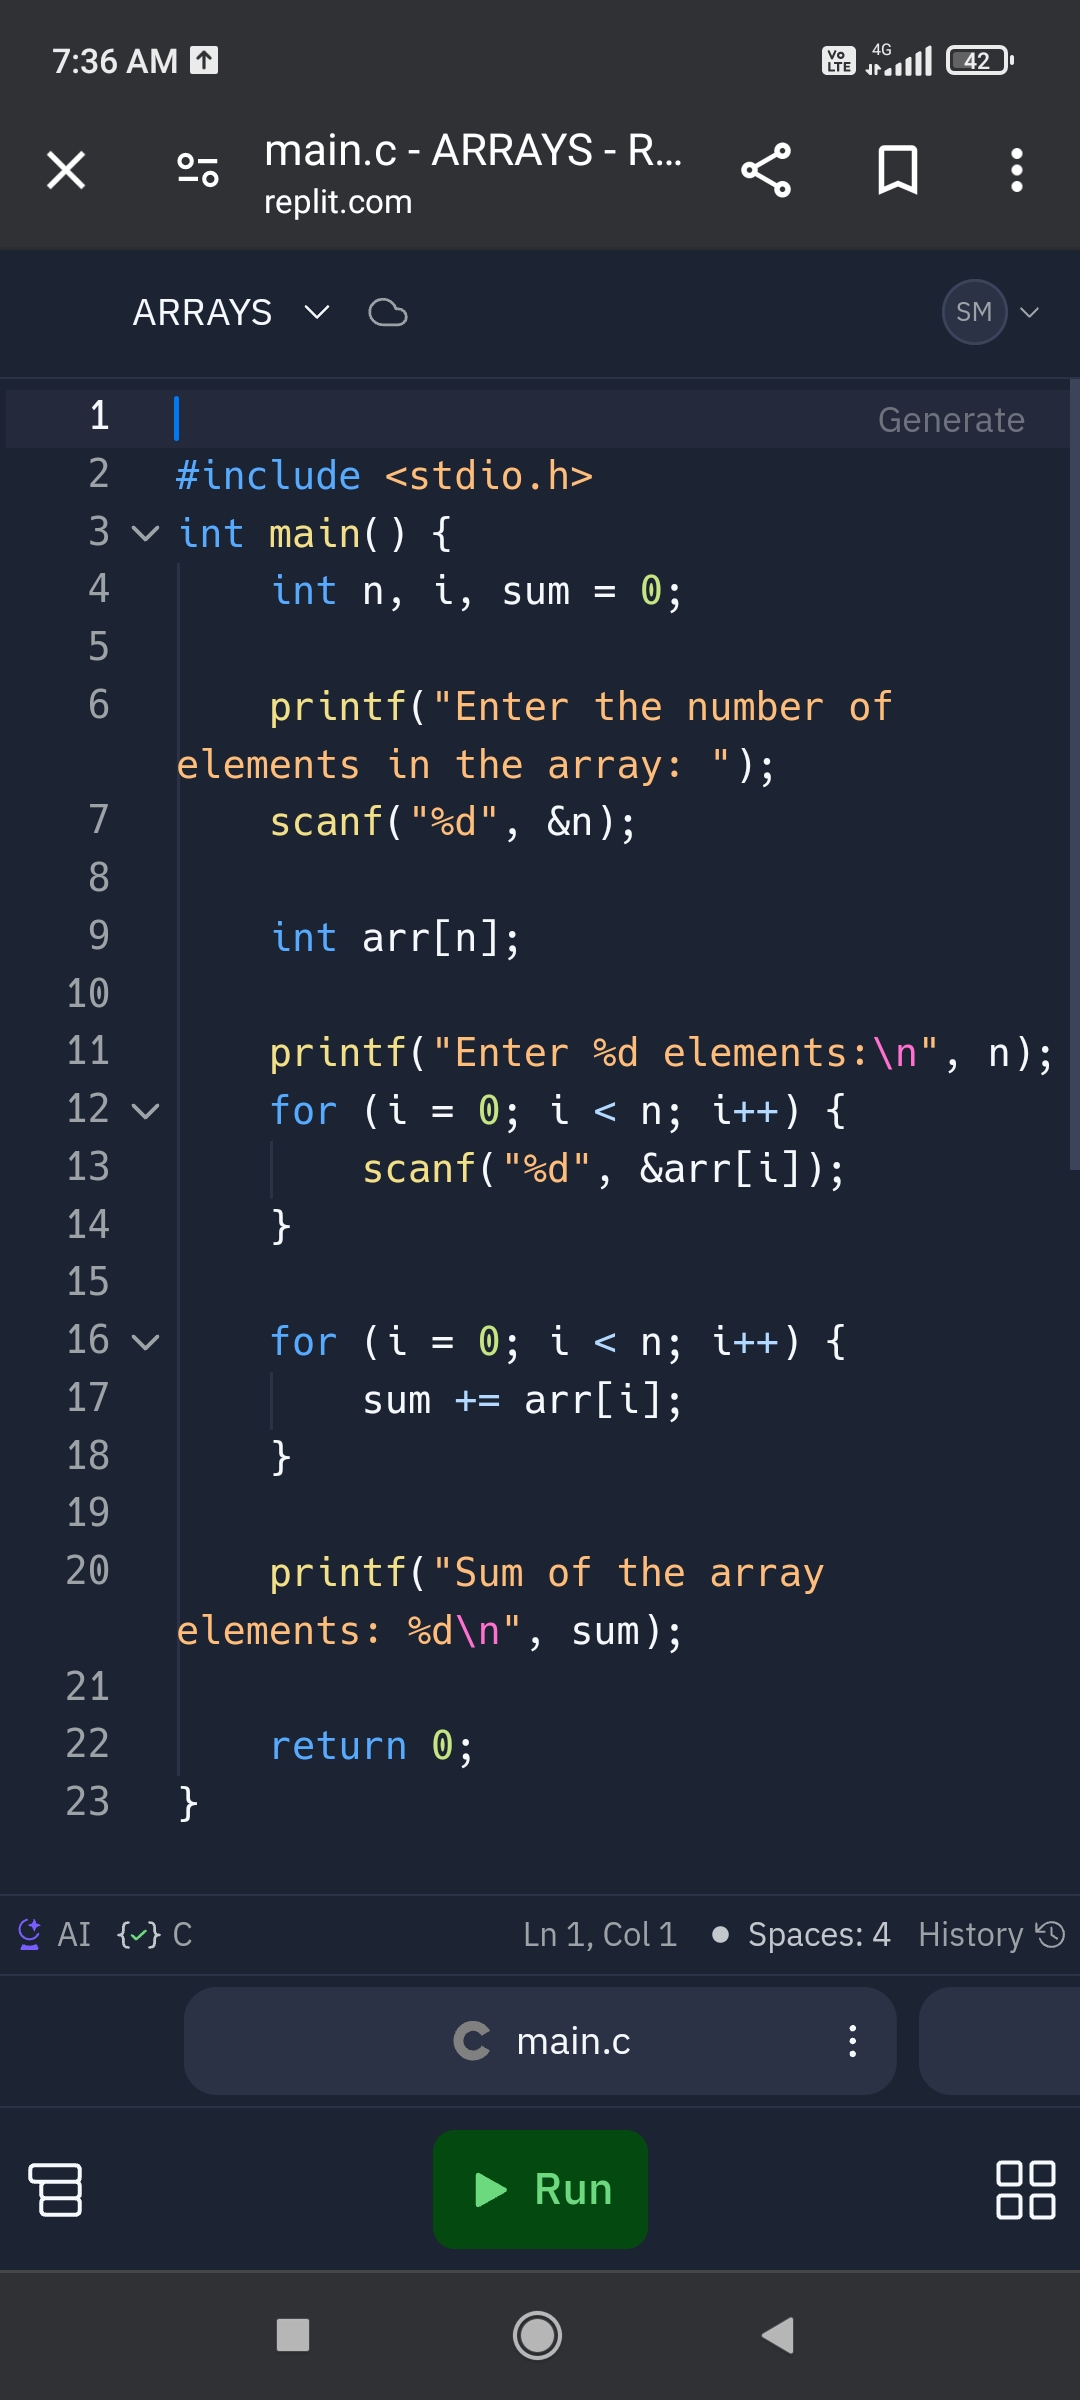 7:36 AM
Vo LTE 4G 42
main.c - ARRAYS - R...
replit.com
ARRAYS
SM
1
Generate
2 #include <stdio.h>
3 int main() {
4     int n, i, sum = 0;
5
6     printf("Enter the number of
elements in the array: ");
7     scanf("%d", &n);
8
9     int arr[n];
10
11     printf("Enter %d elements:\n", n);
12     for (i = 0; i < n; i++) {
13         scanf("%d", &arr[i]);
14     }
15
16     for (i = 0; i < n; i++) {
17         sum += arr[i];
18     }
19
20     printf("Sum of the array
elements: %d\n", sum);
21
22     return 0;
23 }
AI {✓} C Ln 1, Col 1 • Spaces: 4 History
C main.c
Run